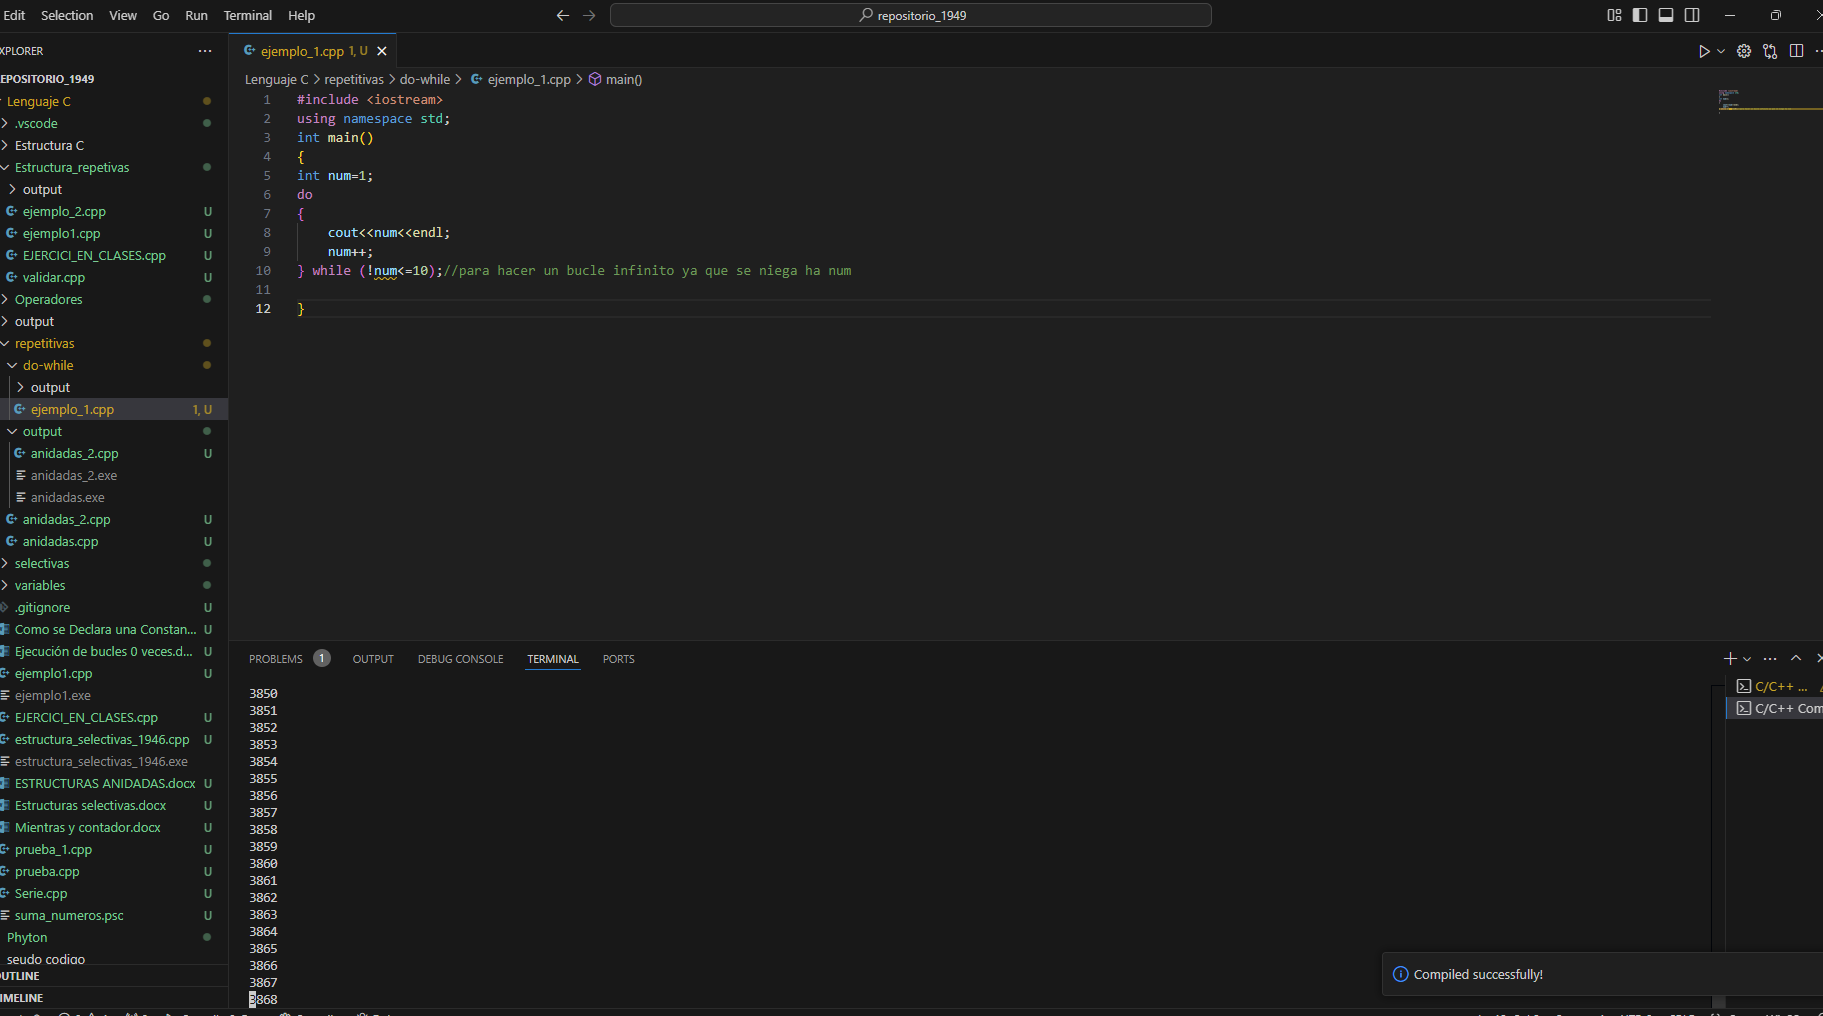 Edit Selection View Go Run Terminal Help
repositorio_1949
XPLORER
EPOSITORIO_1949
Lenguaje C
.vscode
Estructura C
Estructura_repetivas
output
ejemplo_2.cpp U
ejemplo1.cpp U
EJERCICI_EN_CLASES.cpp U
validar.cpp U
Operadores
output
repetitivas
do-while
output
ejemplo_1.cpp 1, U
output
anidadas_2.cpp U
anidadas_2.exe
anidadas.exe
anidadas_2.cpp U
anidadas.cpp U
selectivas
variables
.gitignore U
Como se Declara una Constan... U
Ejecución de bucles 0 veces.d... U
ejemplo1.cpp U
ejemplo1.exe
EJERCICI_EN_CLASES.cpp U
estructura_selectivas_1946.cpp U
estructura_selectivas_1946.exe
ESTRUCTURAS ANIDADAS.docx U
Estructuras selectivas.docx U
Mientras y contador.docx U
prueba_1.cpp U
prueba.cpp U
Serie.cpp U
suma_numeros.psc U
Phyton
seudo codigo
OUTLINE
IMELINE
ejemplo_1.cpp 1, U
Lenguaje C > repetitivas > do-while > ejemplo_1.cpp > main()
1 #include <iostream>
2 using namespace std;
3 int main()
4 {
5 int num=1;
6 do
7 {
8 cout<<num<<endl;
9 num++;
10 } while (!num<=10);//para hacer un bucle infinito ya que se niega ha num
11
12 }
PROBLEMS 1 OUTPUT DEBUG CONSOLE TERMINAL PORTS
3850
3851
3852
3853
3854
3855
3856
3857
3858
3859
3860
3861
3862
3863
3864
3865
3866
3867
3868
C/C++ ...
C/C++ Com
Compiled successfully!